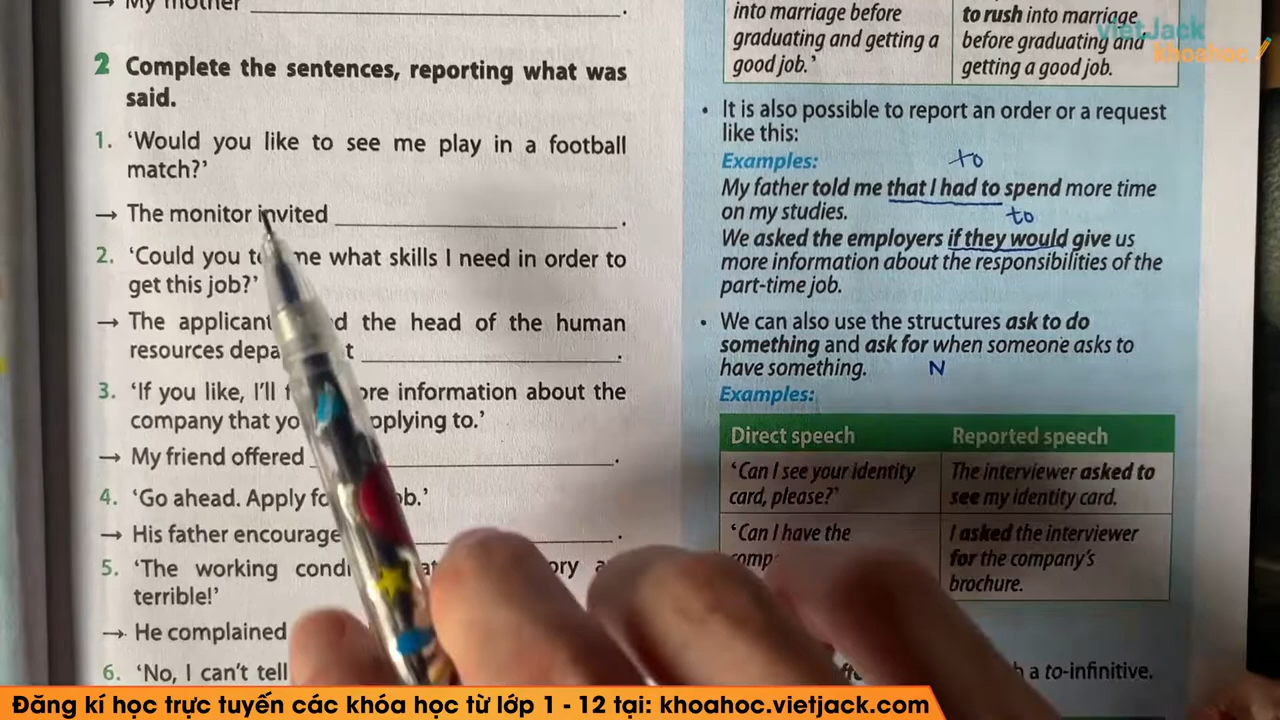 → My mother ____.
2 Complete the sentences, reporting what was
said.
1. ‘Would you like to see me play in a football
match?’
→ The monitor invited ____.
2. ‘Could you me what skills I need in order to
get this job?’
→ The applicant the head of the human
resources ____.
3. ‘If you like, I’ll more information about the
company that applying to.’
→ My friend offered ____.
4. ‘Go ahead. Apply job.’
→ His father ____.
5. ‘The working
terrible!’
→ He complained
6. ‘No, I can’t tell
into marriage before
graduating and getting a
good job.’
to rush into marriage
before graduating and
getting a good job.
• It is also possible to report an order or a request
like this:
Examples:
to
My father told me that I had to spend more time
on my studies.
to
We asked the employers if they would give us
more information about the responsibilities of the
part-time job.
• We can also use the structures ask to do
something and ask for when someone asks to
have something.
N
Examples:
Direct speech
Reported speech
‘Can I see your identity
card, please?’
The interviewer asked to
see my identity card.
‘Can I have the
I asked the interviewer
for the company’s
brochure.
a to-infinitive.
vietJack
khoahoc
Đăng kí học trực tuyến các khóa học từ lớp 1 - 12 tại: khoahoc.vietjack.com